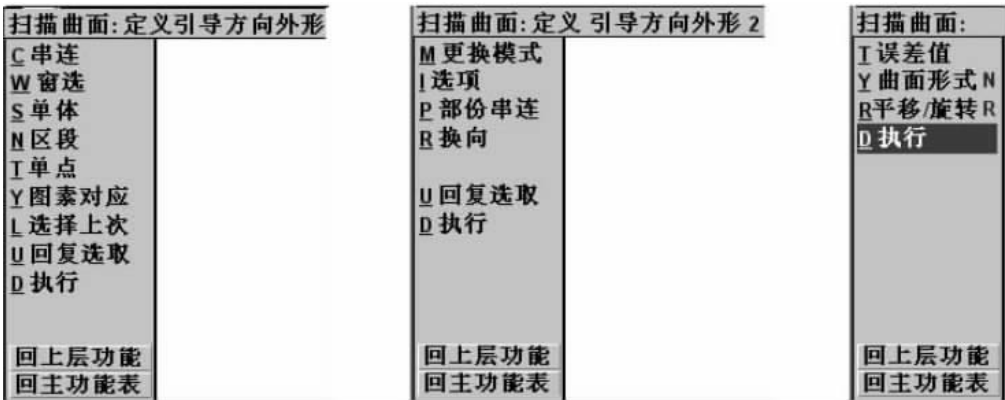 扫描曲面:定义引导方向外形
C 串连
W 窗选
S 单体
N 区段
T 单点
Y 图素对应
L 选择上次
U 回复选取
D 执行
回上层功能
回主功能表
扫描曲面:定义 引导方向外形 2
M 更换模式
I 选项
P 部份串连
R 换向
U 回复选取
D 执行
回上层功能
回主功能表
扫描曲面:
T 误差值
Y 曲面形式 N
R 平移/旋转 R
D 执行
回上层功能
回主功能表